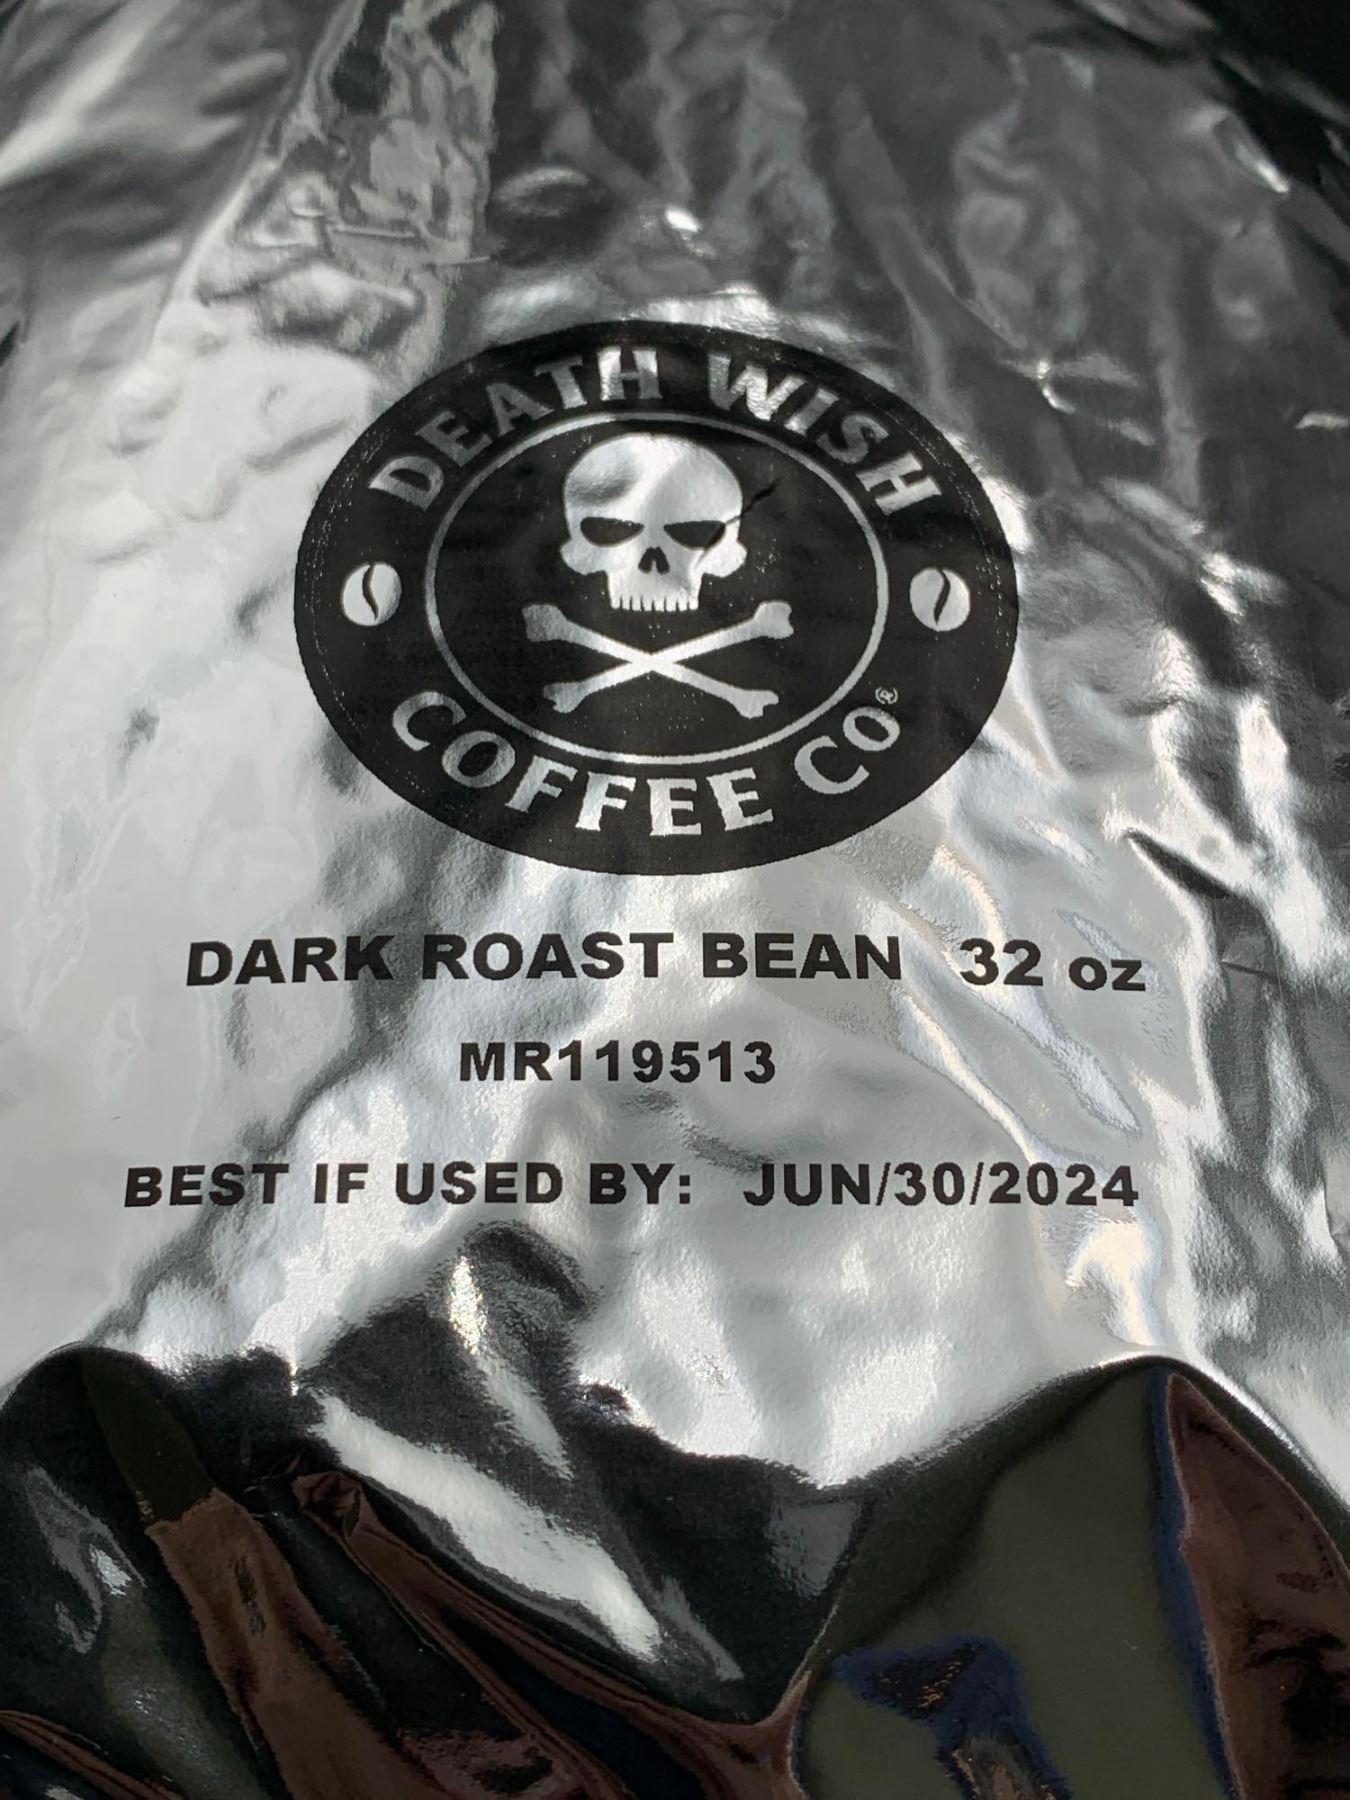 DEATH WISH
COFFEE CO®
DARK ROAST BEAN 32 oz
MR119513
BEST IF USED BY: JUN/30/2024